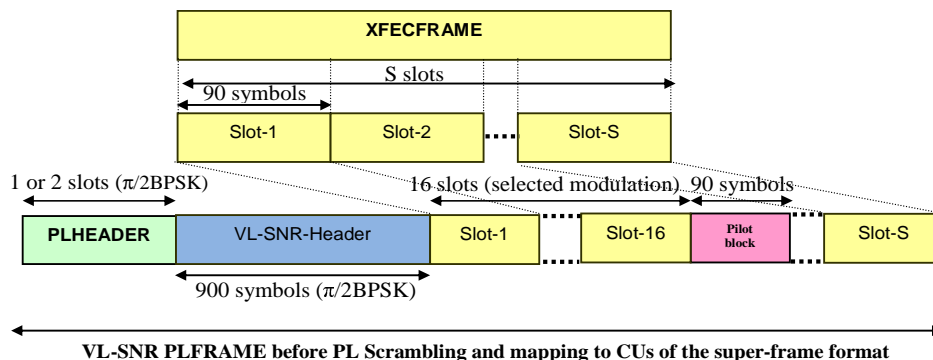 XFECFRAME
S slots
90 symbols
Slot-1 Slot-2 Slot-S
1 or 2 slots (π/2BPSK) 16 slots (selected modulation) 90 symbols
PLHEADER VL-SNR-Header Slot-1 Slot-16 Pilot block Slot-S
900 symbols (π/2BPSK)
VL-SNR PLFRAME before PL Scrambling and mapping to CUs of the super-frame format